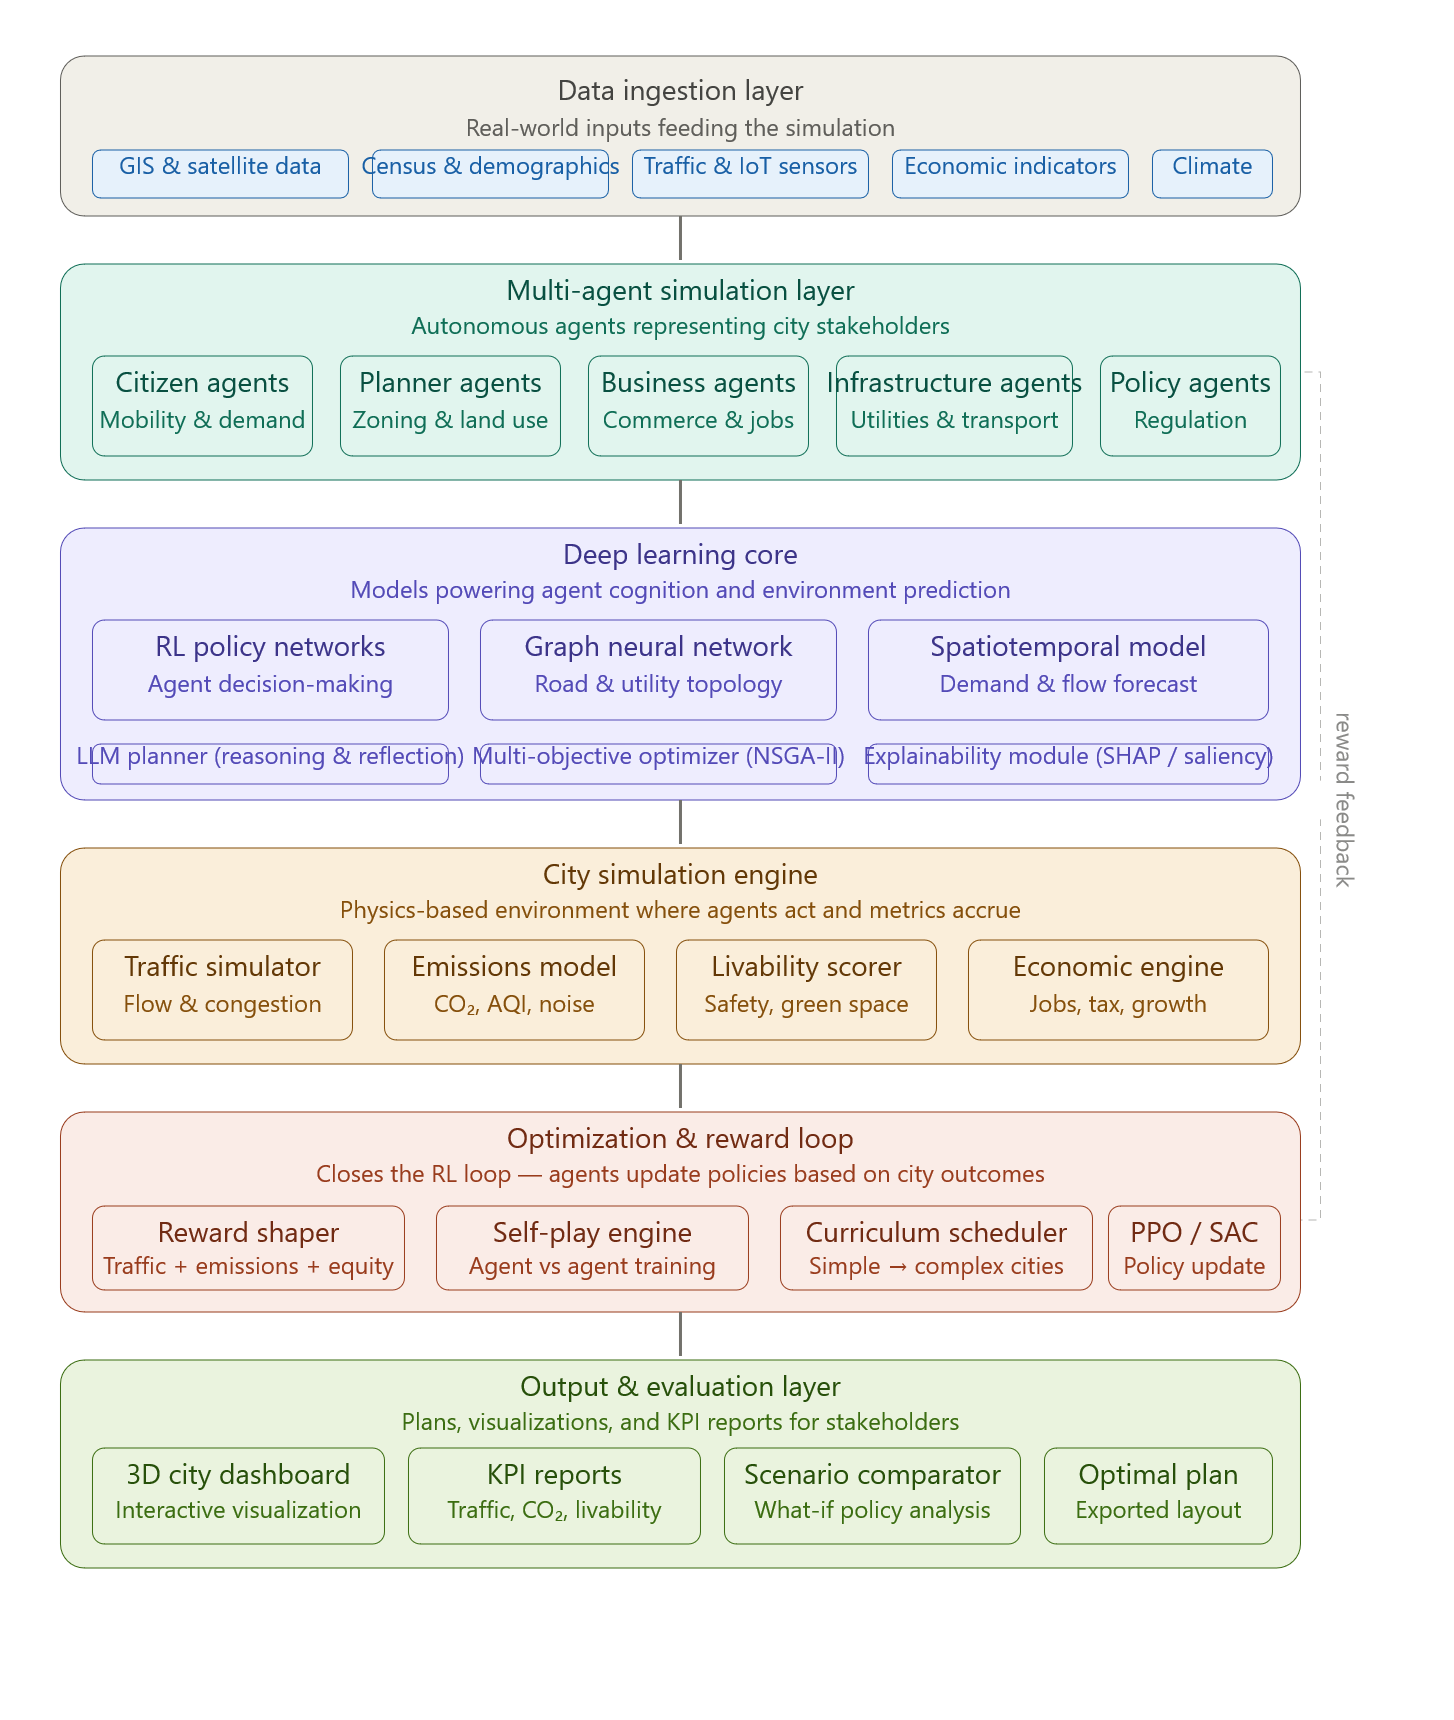 Data ingestion layer
Real-world inputs feeding the simulation
GIS & satellite data
Census & demographics
Traffic & IoT sensors
Economic indicators
Climate
Multi-agent simulation layer
Autonomous agents representing city stakeholders
Citizen agents
Mobility & demand
Planner agents
Zoning & land use
Business agents
Commerce & jobs
Infrastructure agents
Utilities & transport
Policy agents
Regulation
Deep learning core
Models powering agent cognition and environment prediction
RL policy networks
Agent decision-making
Graph neural network
Road & utility topology
Spatiotemporal model
Demand & flow forecast
LLM planner (reasoning & reflection)
Multi-objective optimizer (NSGA-II)
Explainability module (SHAP / saliency)
reward feedback
City simulation engine
Physics-based environment where agents act and metrics accrue
Traffic simulator
Flow & congestion
Emissions model
CO₂, AQI, noise
Livability scorer
Safety, green space
Economic engine
Jobs, tax, growth
Optimization & reward loop
Closes the RL loop — agents update policies based on city outcomes
Reward shaper
Traffic + emissions + equity
Self-play engine
Agent vs agent training
Curriculum scheduler
Simple → complex cities
PPO / SAC
Policy update
Output & evaluation layer
Plans, visualizations, and KPI reports for stakeholders
3D city dashboard
Interactive visualization
KPI reports
Traffic, CO₂, livability
Scenario comparator
What-if policy analysis
Optimal plan
Exported layout